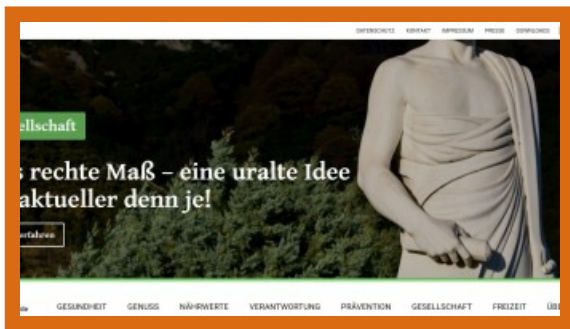 DATENSCHUTZ KONTAKT IMPRESSUM PRESSE DOWNLOADS
ellschaft
s rechte Maß – eine uralte Idee
aktueller denn je!
erfahren
GESUNDHEIT GENUSS NÄHRWERTE VERANTWORTUNG PRÄVENTION GESELLSCHAFT FREIZEIT ÜBE